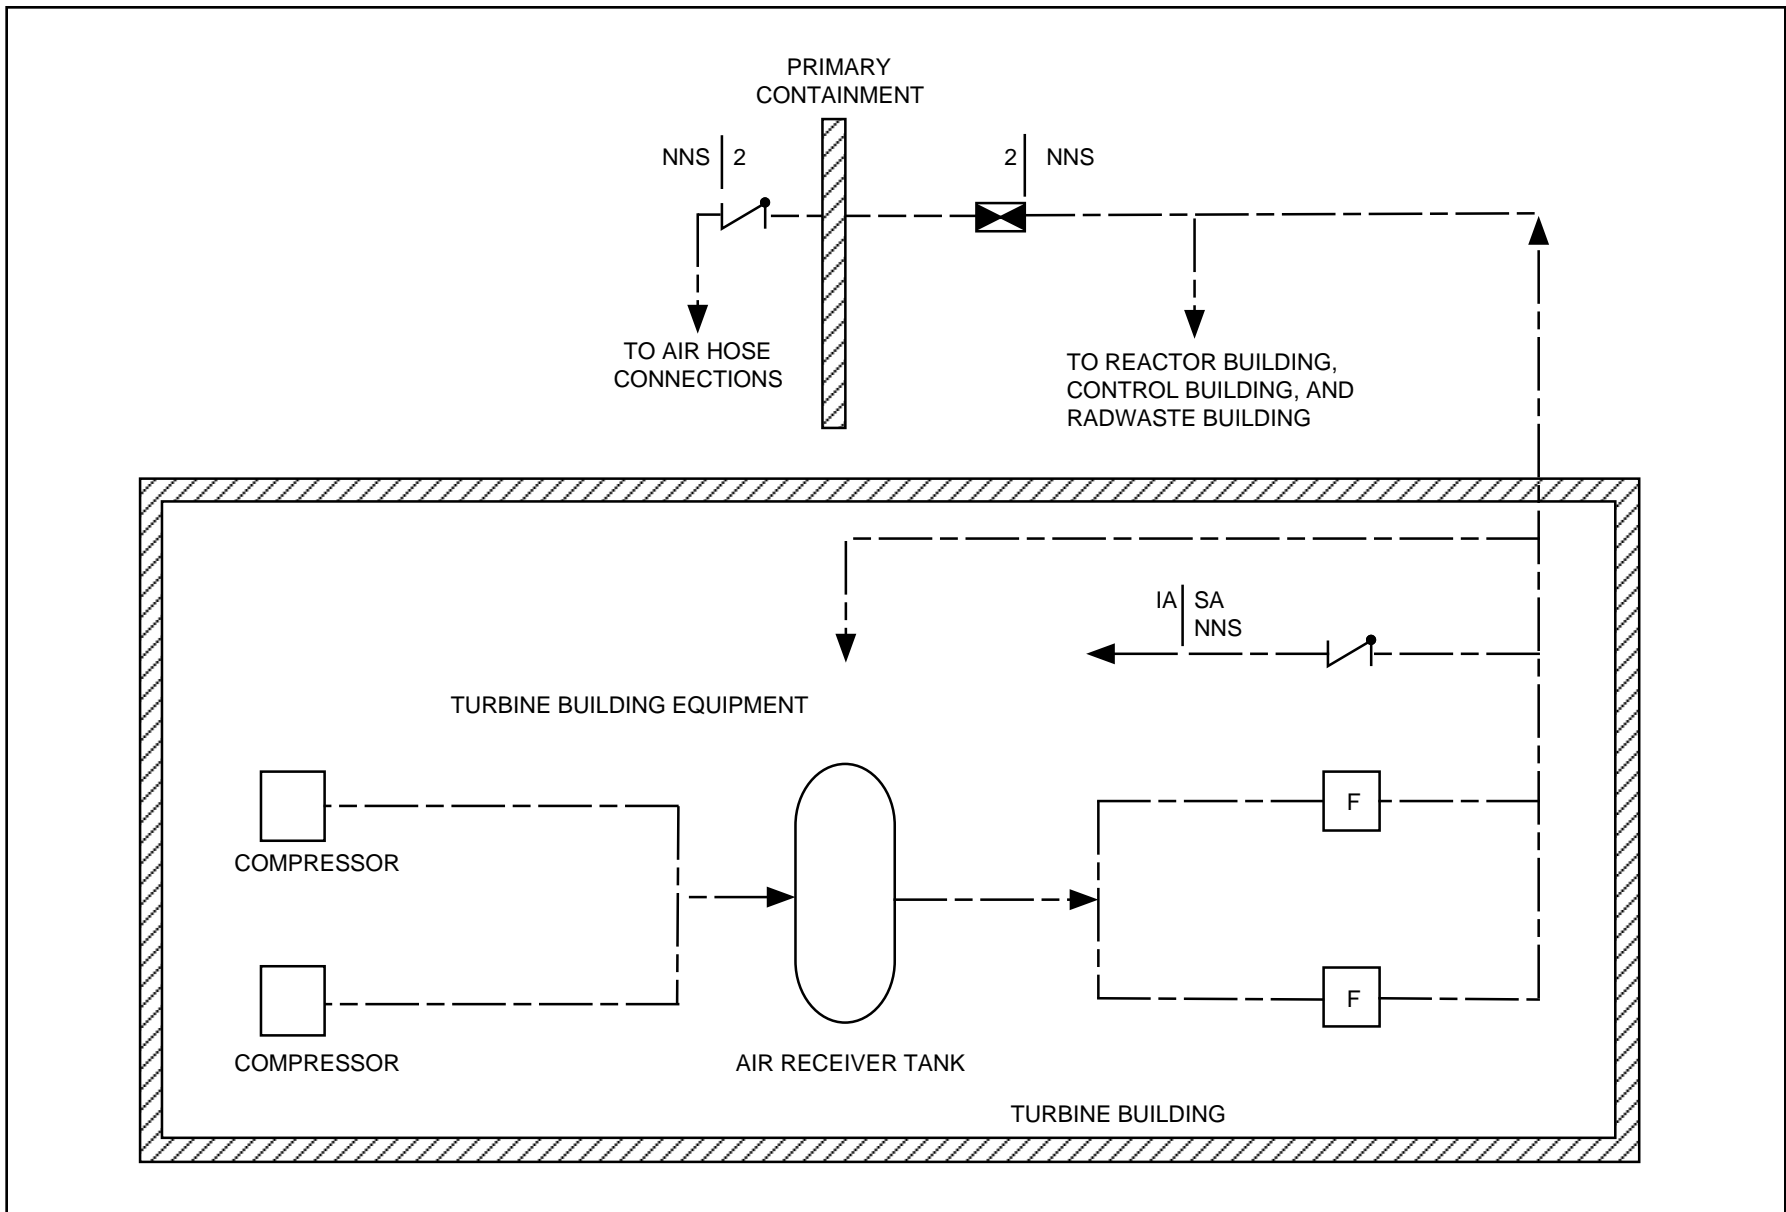 PRIMARY
CONTAINMENT
NNS 2
2 NNS
TO AIR HOSE
CONNECTIONS
TO REACTOR BUILDING,
CONTROL BUILDING, AND
RADWASTE BUILDING
IA SA
NNS
TURBINE BUILDING EQUIPMENT
F
COMPRESSOR
F
COMPRESSOR
AIR RECEIVER TANK
TURBINE BUILDING